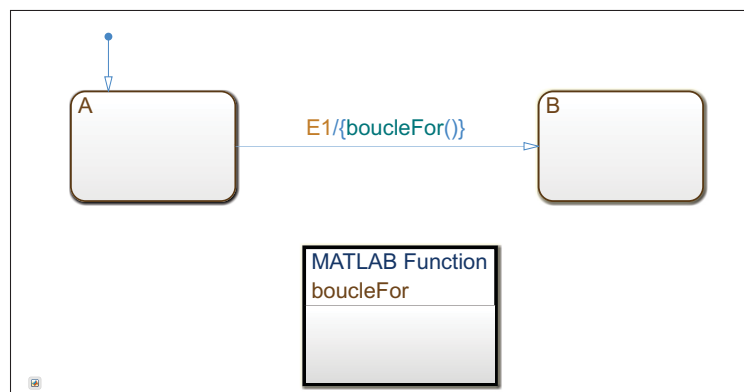 A
B
E1/{boucleFor()}
MATLAB Function
boucleFor